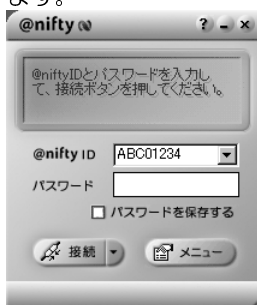 ます。
@nifty
@niftyIDとパスワードを入力し
て、接続ボタンを押してください。
@nifty ID ABC01234
パスワード
パスワードを保存する
接続 メニュー